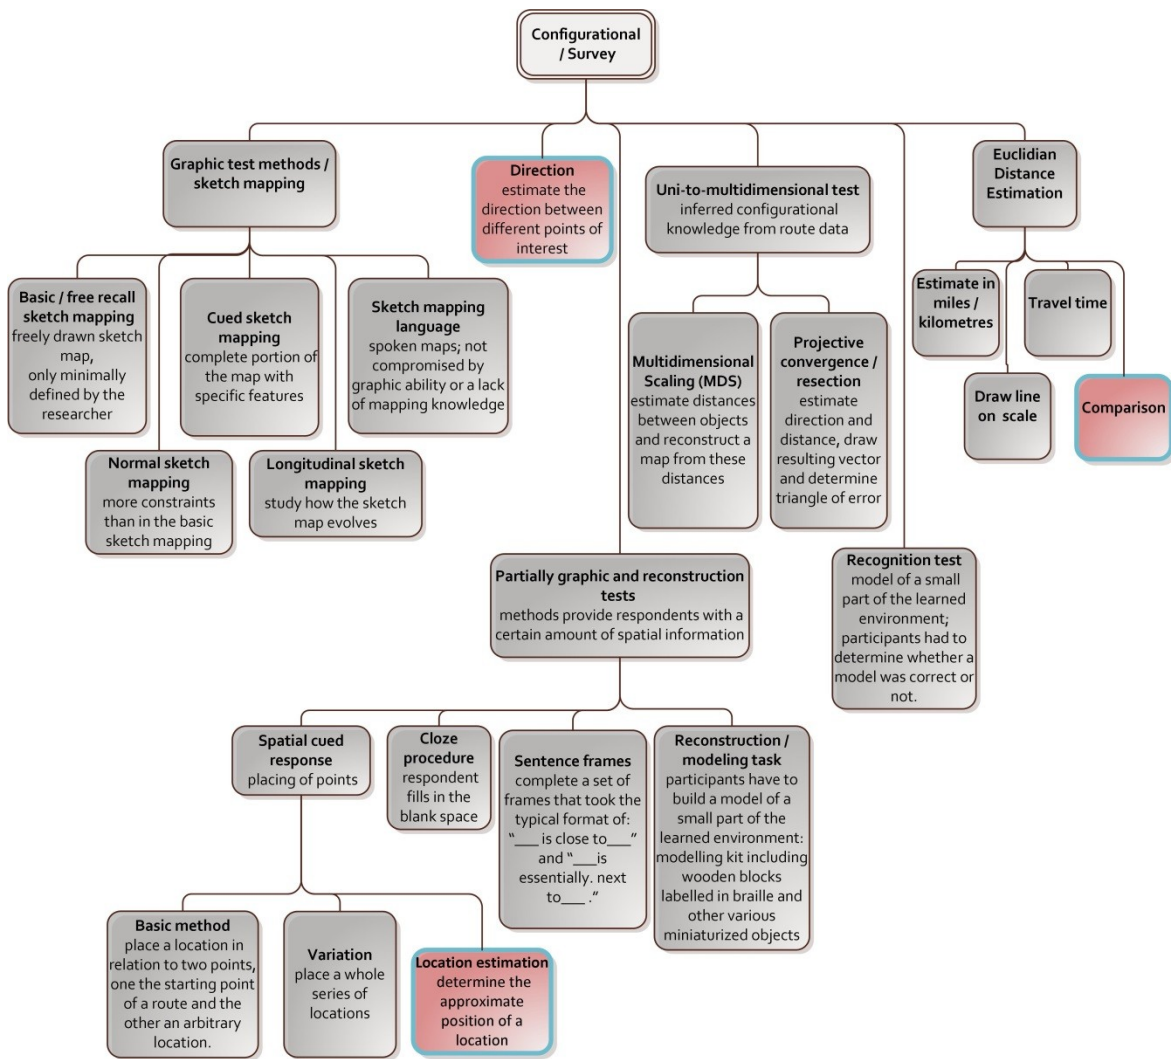 Configurational
/ Survey
Graphic test methods /
sketch mapping
Direction
estimate the
direction between
different points of
interest
Uni-to-multidimensional test
inferred configurational
knowledge from route data
Euclidian
Distance
Estimation
Basic / free recall
sketch mapping
freely drawn sketch
map,
only minimally
defined by the
researcher
Cued sketch
mapping
complete portion of
the map with
specific features
Sketch mapping
language
spoken maps; not
compromised by
graphic ability or a lack
of mapping knowledge
Normal sketch
mapping
more constraints
than in the basic
sketch mapping
Longitudinal sketch
mapping
study how the sketch
map evolves
Multidimensional
Scaling (MDS)
estimate distances
between objects
and reconstruct a
map from these
distances
Projective
convergence /
resection
estimate
direction and
distance, draw
resulting vector
and determine
triangle of error
Estimate in
miles /
kilometres
Travel time
Draw line
on scale
Comparison
Partially graphic and reconstruction
tests
methods provide respondents with a
certain amount of spatial information
Recognition test
model of a small
part of the learned
environment;
participants had to
determine whether a
model was correct or
not.
Spatial cued
response
placing of points
Cloze
procedure
respondent
fills in the
blank space
Sentence frames
complete a set of
frames that took the
typical format of:
“___ is close to___”
and “___is
essentially. next
to___ .”
Reconstruction /
modeling task
participants have to
build a model of a
small part of the
learned environment:
modelling kit including
wooden blocks
labelled in braille and
other various
miniaturized objects
Basic method
place a location in
relation to two points,
one the starting point
of a route and the
other an arbitrary
location.
Variation
place a whole
series of
locations
Location estimation
determine the
approximate
position of a
location